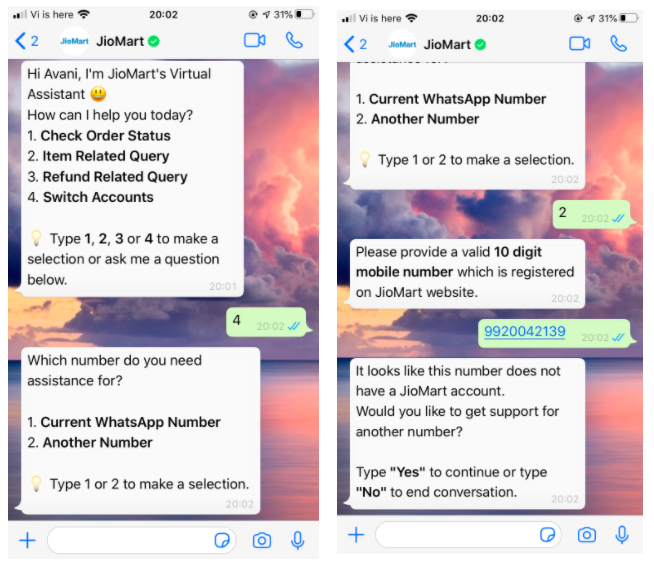 Vi is here 20:02 31%
2 JioMart JioMart
Hi Avani, I'm JioMart's Virtual
Assistant 😃
How can I help you today?
1. Check Order Status
2. Item Related Query
3. Refund Related Query
4. Switch Accounts
💡 Type 1, 2, 3 or 4 to make a
selection or ask me a question
below.
20:01
4 20:02
Which number do you need
assistance for?
1. Current WhatsApp Number
2. Another Number
💡 Type 1 or 2 to make a selection.
20:02
Vi is here 20:02 31%
2 JioMart JioMart
1. Current WhatsApp Number
2. Another Number
💡 Type 1 or 2 to make a selection.
20:02
2 20:02
Please provide a valid 10 digit
mobile number which is registered
on JioMart website.
20:02
9920042139 20:02
It looks like this number does not
have a JioMart account.
Would you like to get support for
another number?
Type "Yes" to continue or type
"No" to end conversation.
20:02